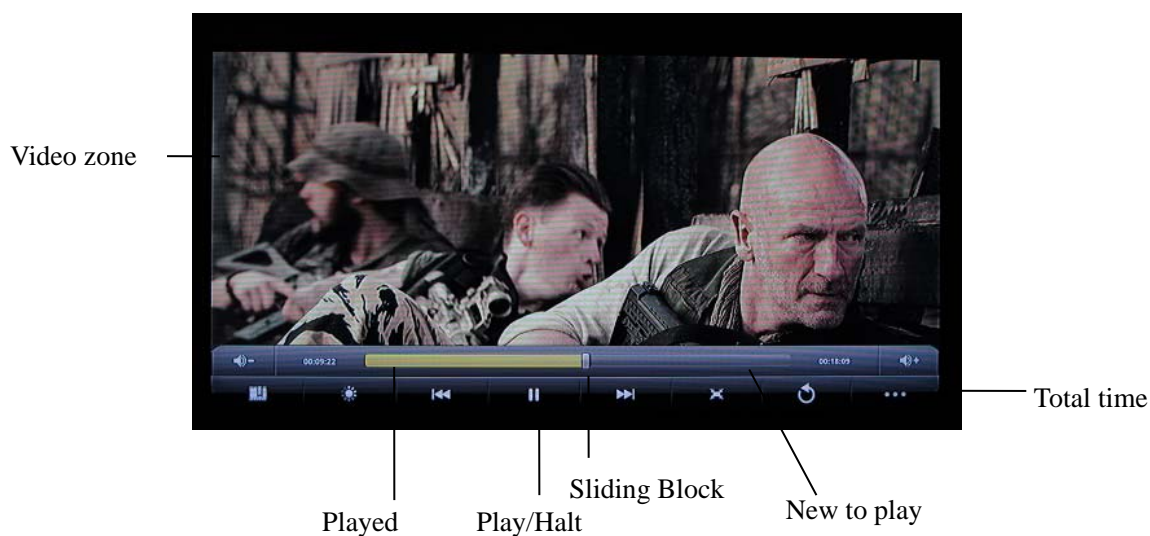 Video zone
00:09:22
00:18:09
Total time
Sliding Block
New to play
Played
Play/Halt